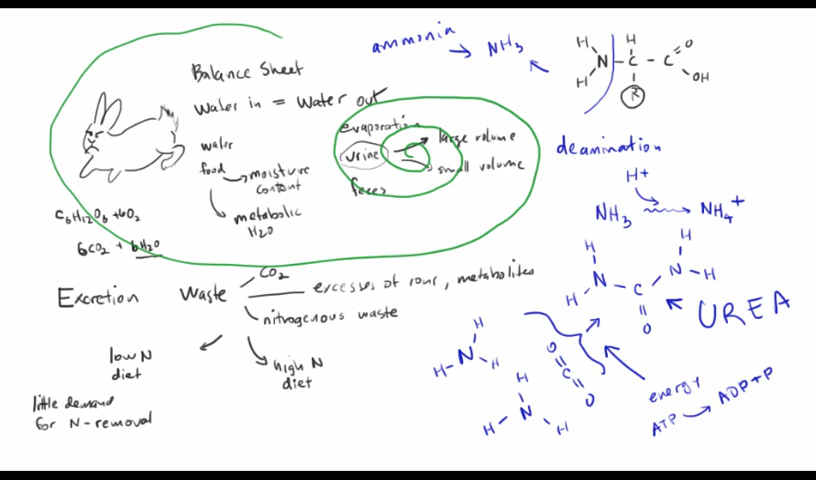 ammonia
NH3
Balance Sheet
Water in = Water out
water
food
moisture
content
metabolic
H2O
evaporation
urine
feces
large volume
small volume
C6H12O6 + 6O2
6CO2 + 6H2O
H
H
N - C - C
H
R
O
OH
deamination
H+
NH3
NH4+
Excretion
Waste
CO2
excesses of ions, metabolites
nitrogenous waste
low N
diet
high N
diet
little demand
for N-removal
H
H
N - C - N
H
H
O
UREA
H
H - N
H
O
C
O
H
N
H
H
energy
ATP
ADP+P